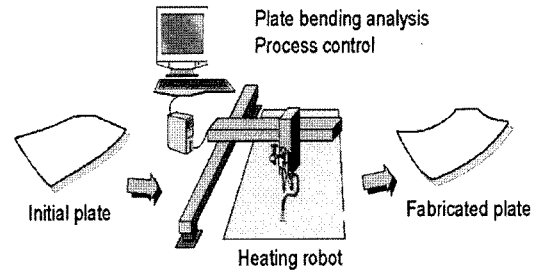 Plate bending analysis
Process control
Initial plate
Fabricated plate
Heating robot